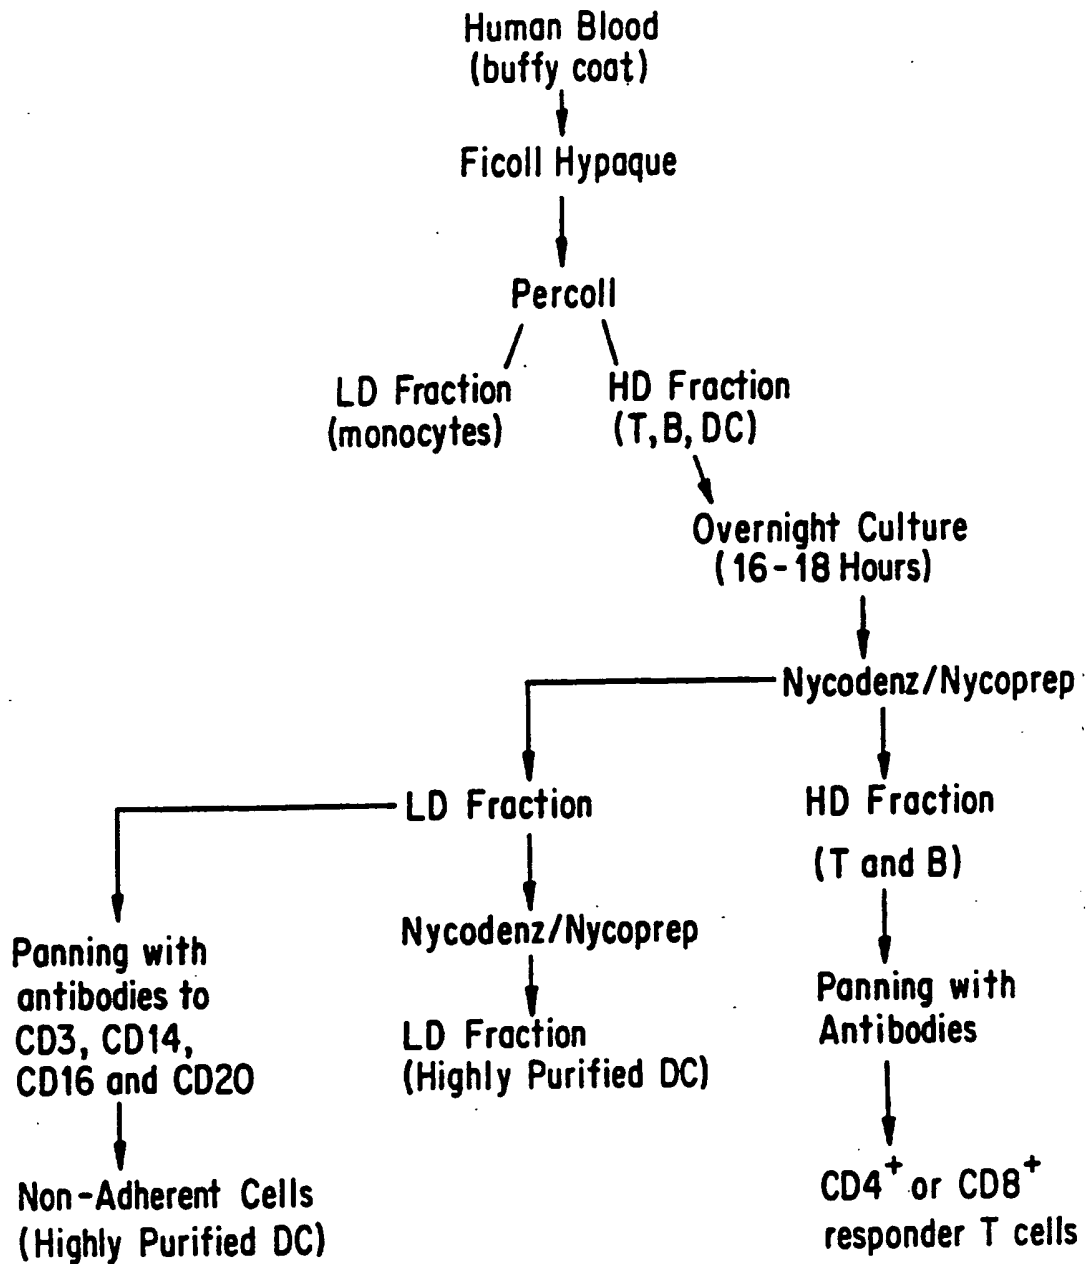 Human Blood
(buffy coat)
Ficoll Hypaque
Percoll
LD Fraction
(monocytes)
HD Fraction
(T, B, DC)
Overnight Culture
(16-18 Hours)
Nycodenz/Nycoprep
LD Fraction
HD Fraction
(T and B)
Panning with
antibodies to
CD3, CD14,
CD16 and CD20
Nycodenz/Nycoprep
LD Fraction
(Highly Purified DC)
Panning with
Antibodies
Non-Adherent Cells
(Highly Purified DC)
CD4⁺ or CD8⁺
responder T cells